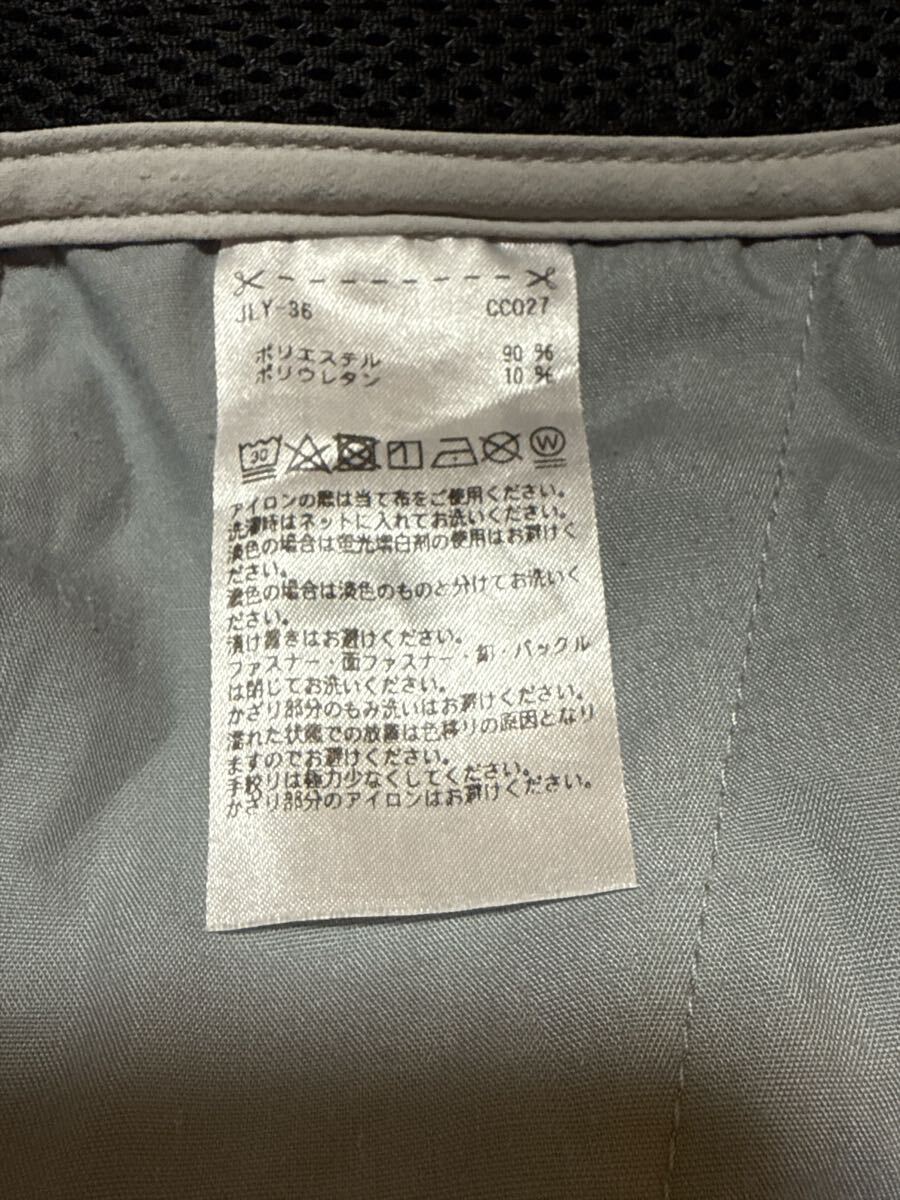 JLY-36 CC027
ポリエステル 90 %
ポリウレタン 10 %
30
W
アイロンの際は当て布をご使用ください。
洗濯時はネットに入れてお洗いください。
淡色の場合は蛍光増白剤の使用はお避けく
ださい。
濃色の場合は淡色のものと分けてお洗いく
ださい。
漬け置きはお避けください。
ファスナー・面ファスナー・釦・バックル
は閉じてお洗いください。
かざり部分のもみ洗いはお避けください。
濡れた状態での放置は色移りの原因となり
ますのでお避けください。
手絞りは極力少なくしてください。
かざり部分のアイロンはお避けください。